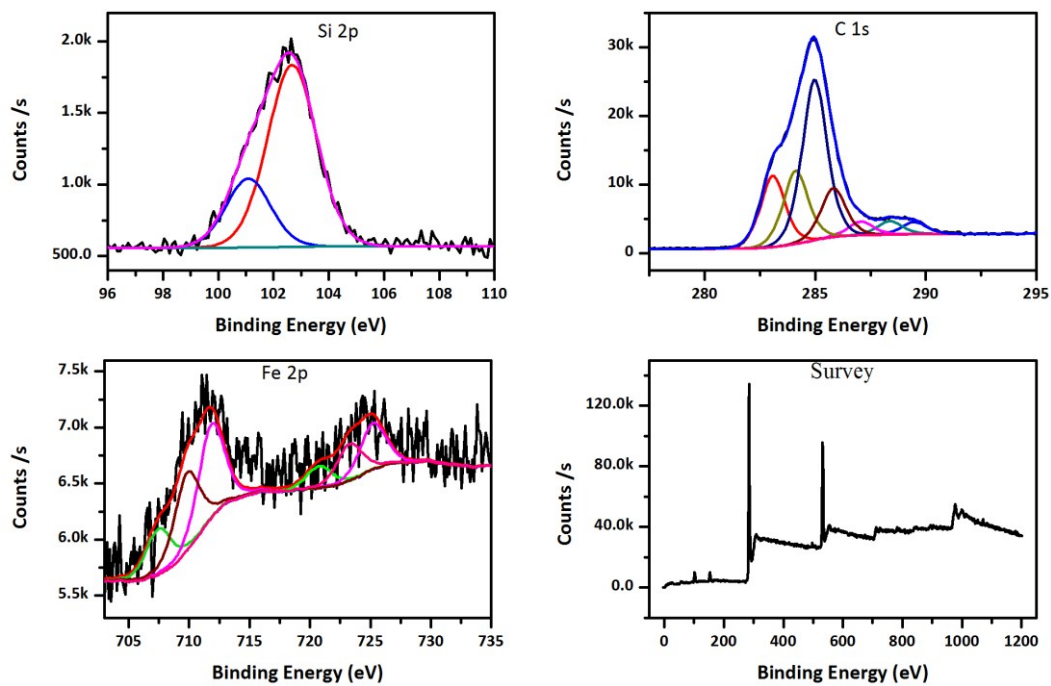 Si 2p
2.0k
1.5k
1.0k
500.0
Counts /s
96 98 100 102 104 106 108 110
Binding Energy (eV)
C 1s
30k
20k
10k
0
Counts /s
280 285 290 295
Binding Energy (eV)
Fe 2p
7.5k
7.0k
6.5k
6.0k
5.5k
Counts /s
705 710 715 720 725 730 735
Binding Energy (eV)
Survey
120.0k
80.0k
40.0k
0.0
Counts /s
0 200 400 600 800 1000 1200
Binding Energy (eV)